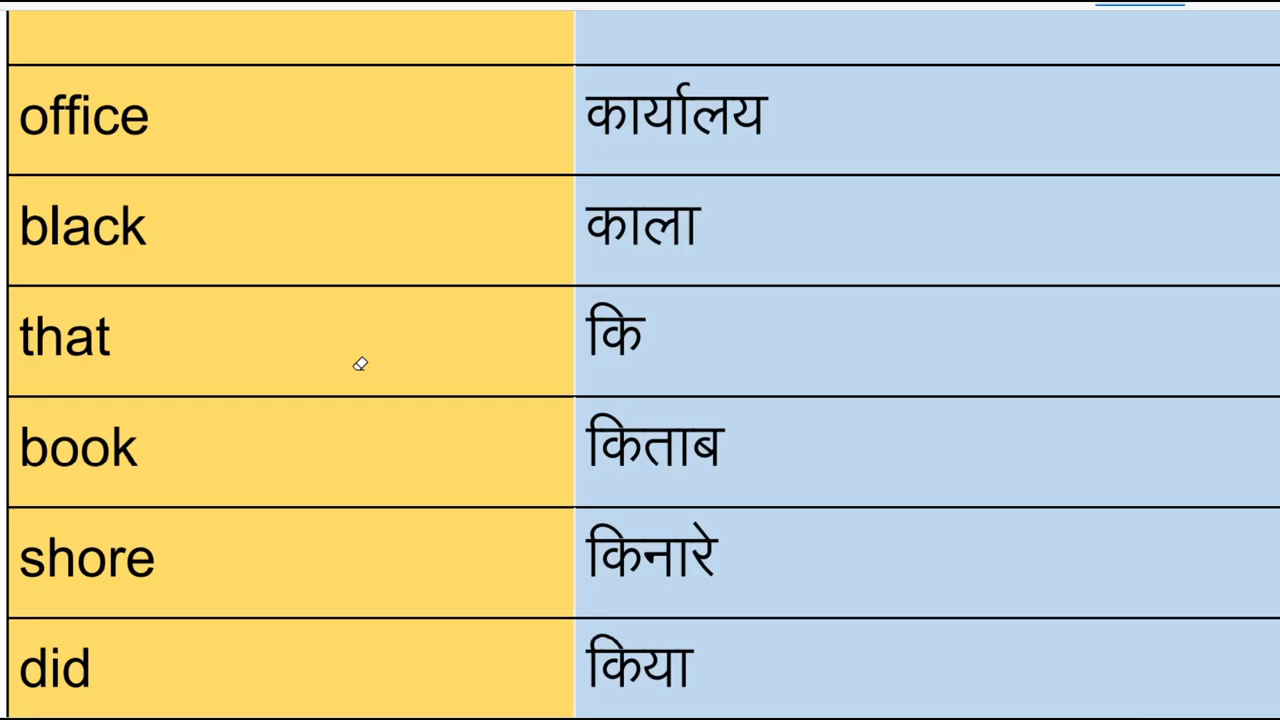 office कार्यालय
black काला
that कि
book किताब
shore किनारे
did किया